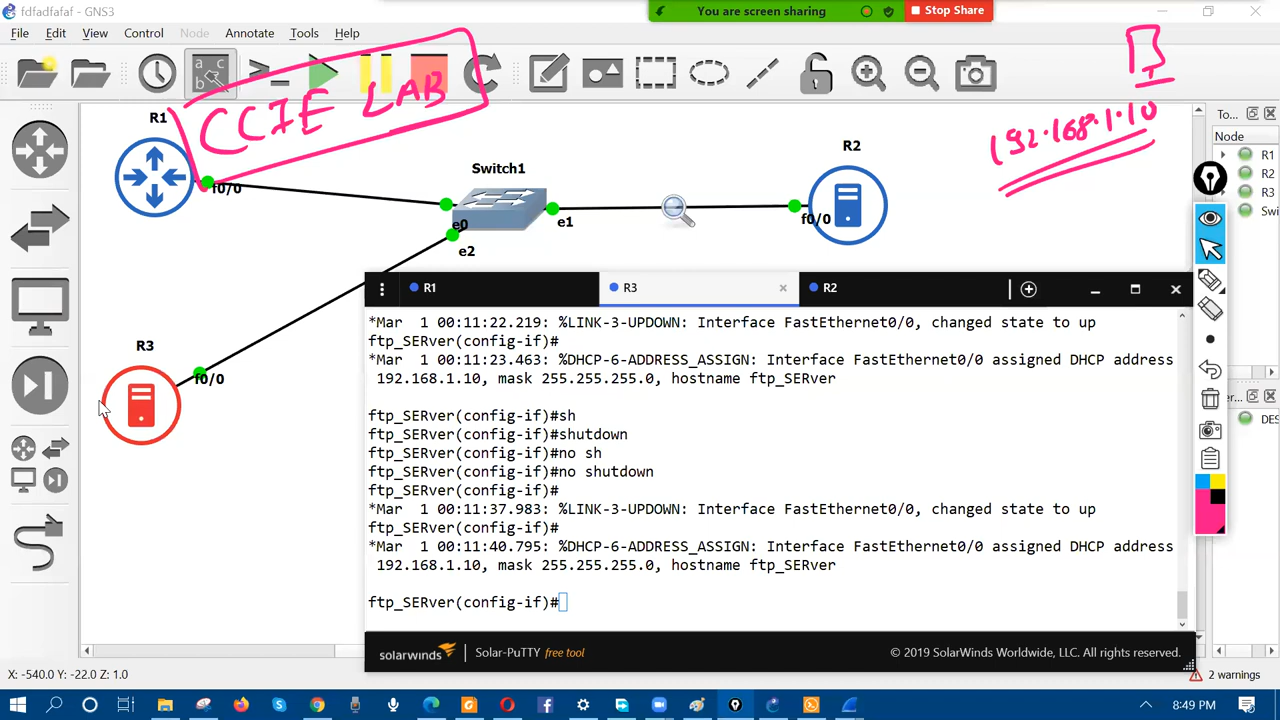 fdfadfafaf - GNS3
You are screen sharing
Stop Share
File Edit View Control Node Annotate Tools Help
CCIE LAB
192.168.1.10
R1
f0/0
Switch1
e0
e1
e2
R2
f0/0
R3
f0/0
To...
Node
R1
R2
R3
Swi
er...
DES
R1
R3
R2
*Mar  1 00:11:22.219: %LINK-3-UPDOWN: Interface FastEthernet0/0, changed state to up
ftp_SERver(config-if)#
*Mar  1 00:11:23.463: %DHCP-6-ADDRESS_ASSIGN: Interface FastEthernet0/0 assigned DHCP address
192.168.1.10, mask 255.255.255.0, hostname ftp_SERver
ftp_SERver(config-if)#sh
ftp_SERver(config-if)#shutdown
ftp_SERver(config-if)#no sh
ftp_SERver(config-if)#no shutdown
ftp_SERver(config-if)#
*Mar  1 00:11:37.983: %LINK-3-UPDOWN: Interface FastEthernet0/0, changed state to up
ftp_SERver(config-if)#
*Mar  1 00:11:40.795: %DHCP-6-ADDRESS_ASSIGN: Interface FastEthernet0/0 assigned DHCP address
192.168.1.10, mask 255.255.255.0, hostname ftp_SERver
ftp_SERver(config-if)#
solarwinds Solar-PuTTY free tool © 2019 SolarWinds Worldwide, LLC. All rights reserved.
X: -540.0 Y: -22.0 Z: 1.0
2 warnings
8:49 PM